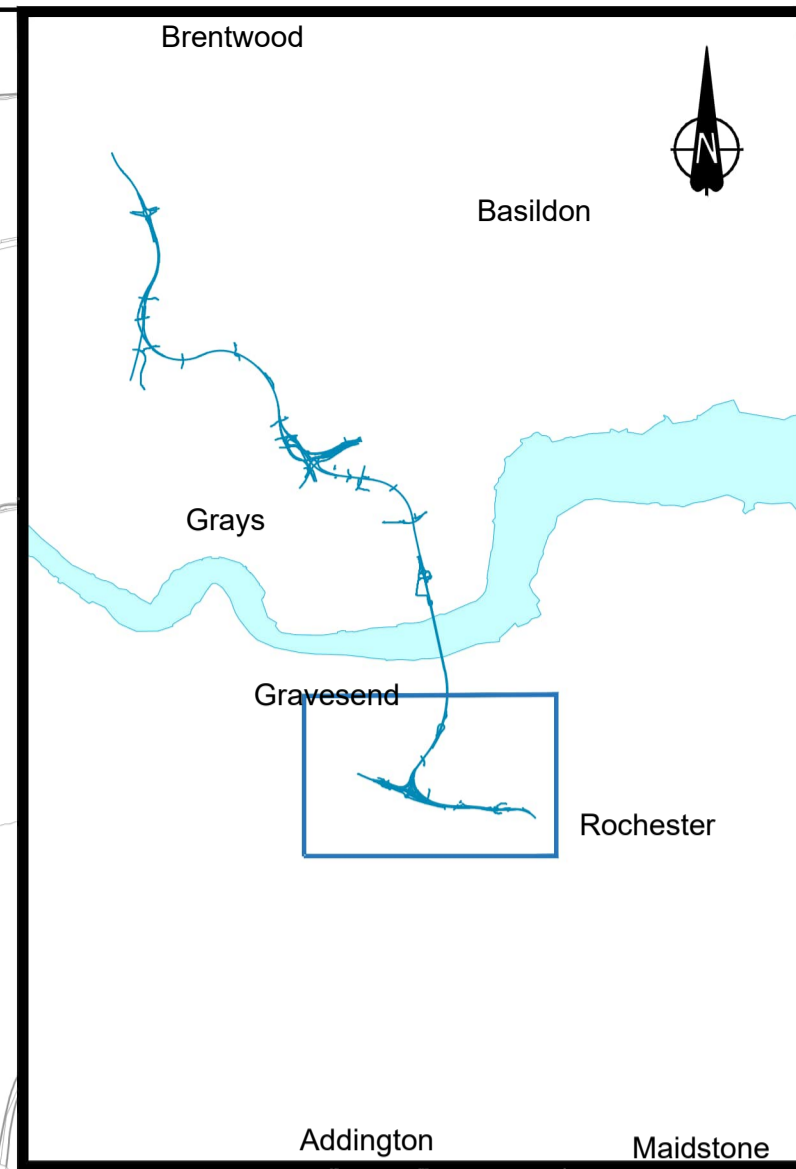 Brentwood
N
Basildon
Grays
Gravesend
Rochester
Addington
Maidstone